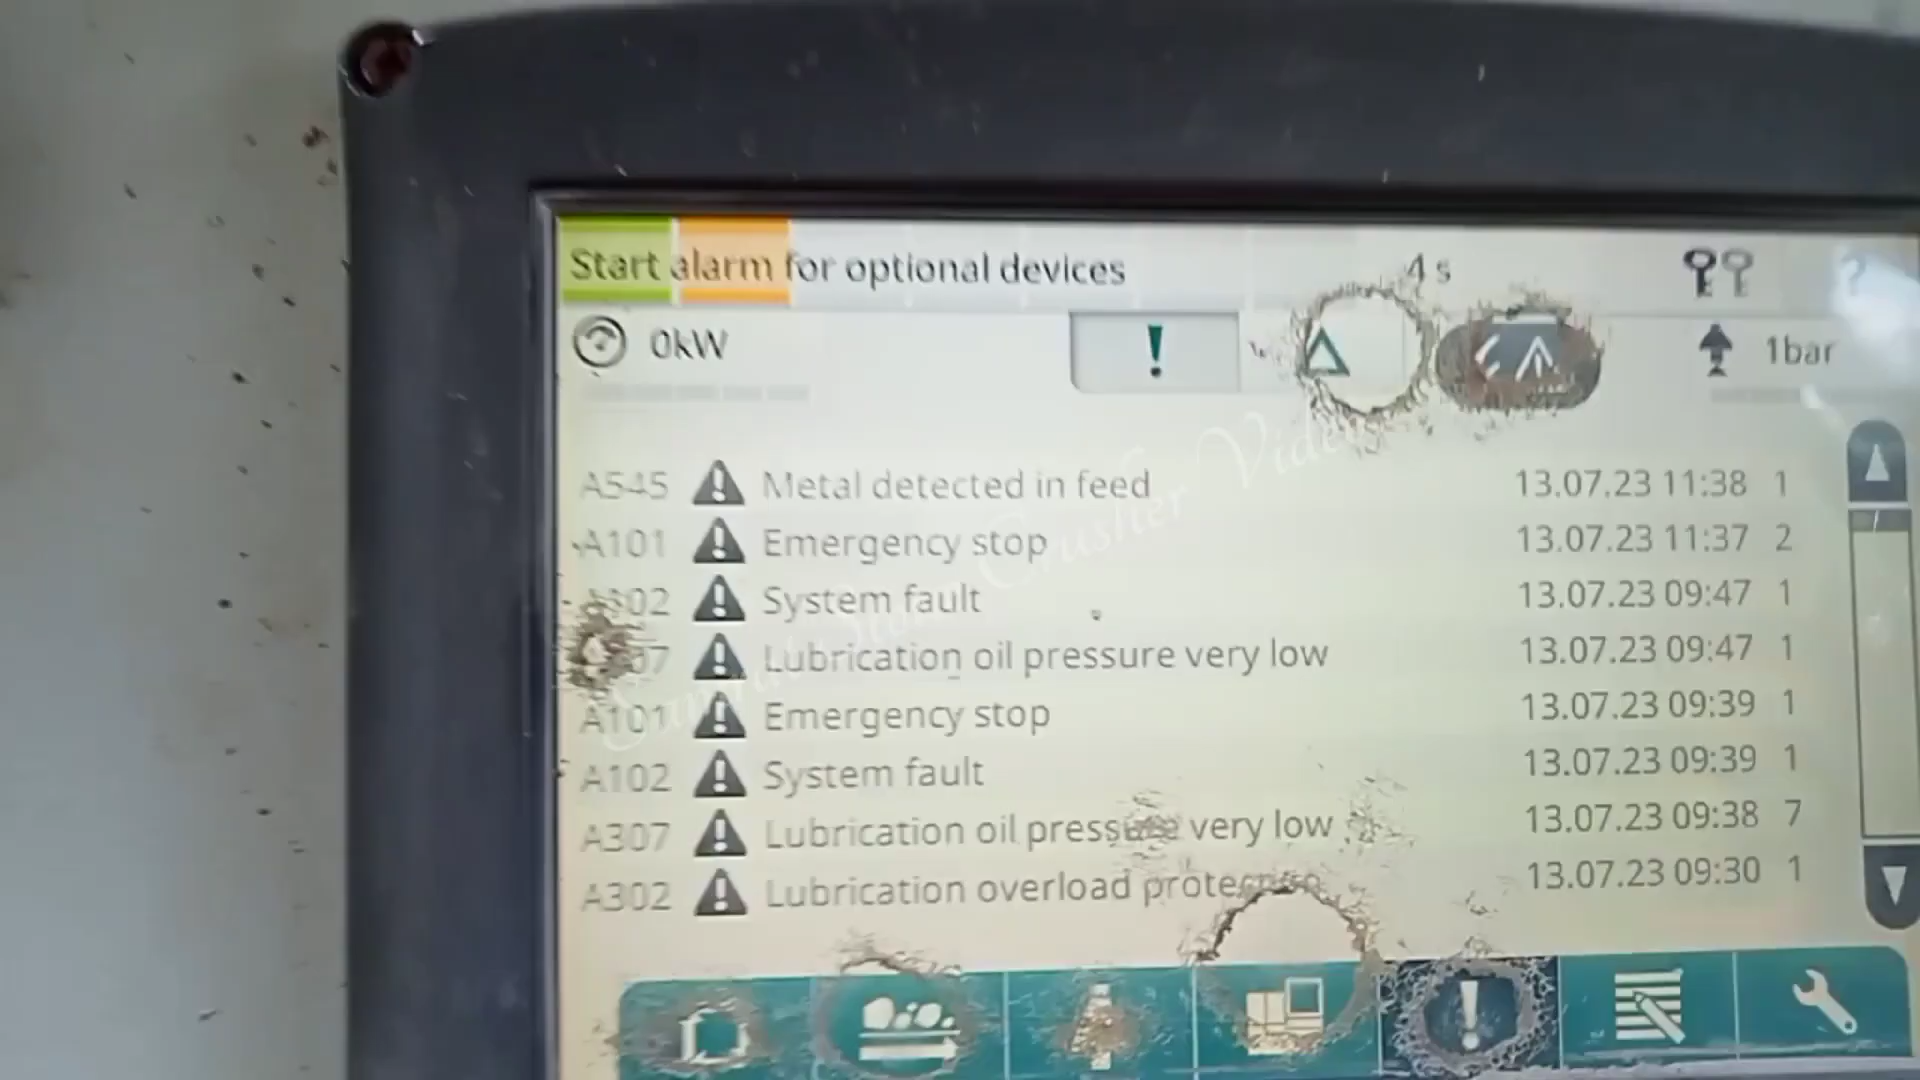 Start alarm for optional devices 4 s ?
0kW ! 1bar
A545 Metal detected in feed 13.07.23 11:38 1
A101 Emergency stop 13.07.23 11:37 2
System fault 13.07.23 09:47 1
Lubrication oil pressure very low 13.07.23 09:47 1
A101 Emergency stop 13.07.23 09:39 1
A102 System fault 13.07.23 09:39 1
A307 Lubrication oil pressure very low 13.07.23 09:38 7
A302 Lubrication overload protection 13.07.23 09:30 1
Stone Crusher Video